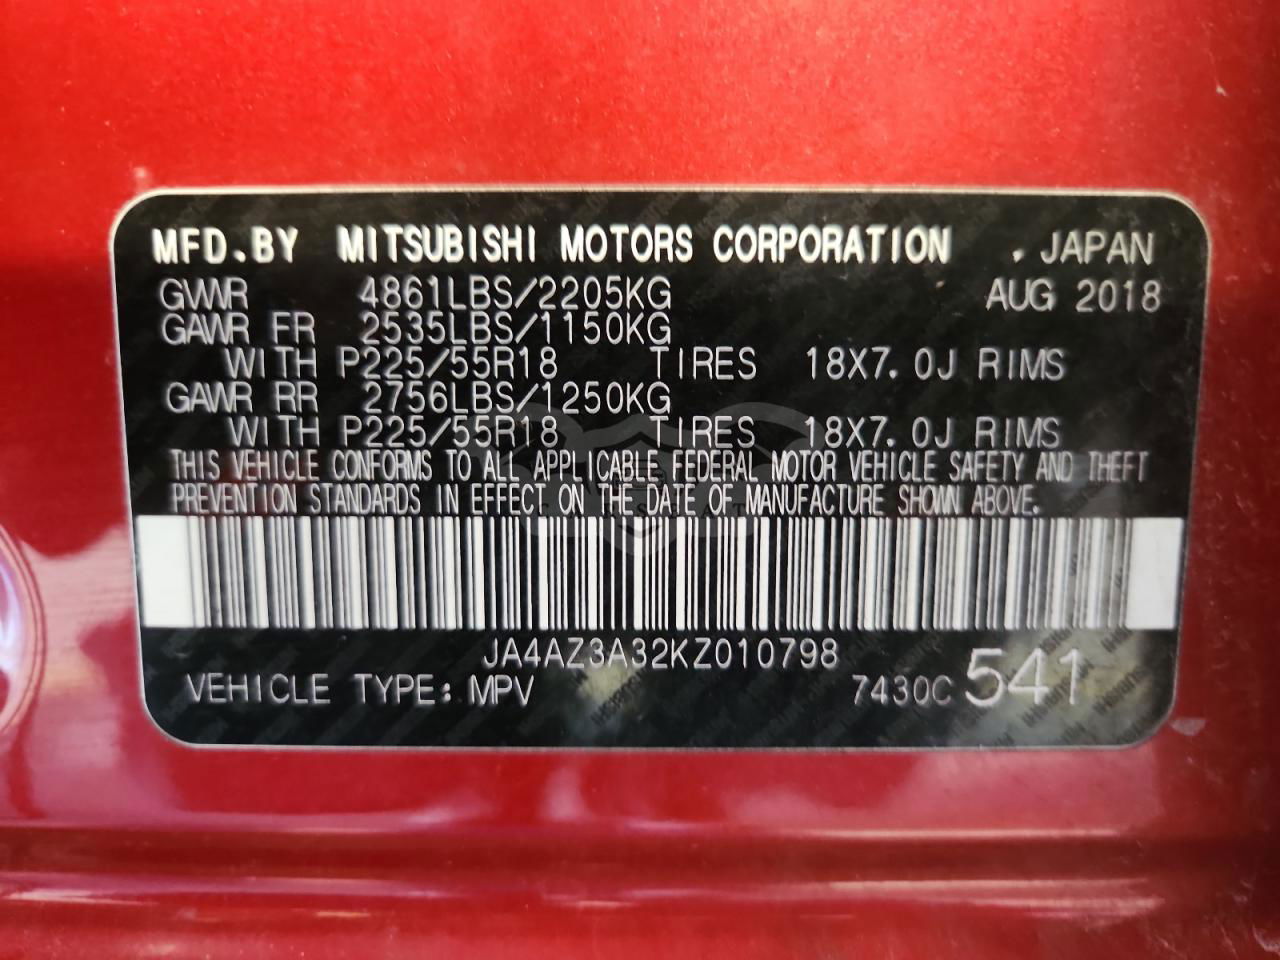 MFD.BY MITSUBISHI MOTORS CORPORATION , JAPAN
GVWR 4861LBS/2205KG AUG 2018
GAWR FR 2535LBS/1150KG
WITH P225/55R18 TIRES 18X7.0J RIMS
GAWR RR 2756LBS/1250KG
WITH P225/55R18 TIRES 18X7.0J RIMS
THIS VEHICLE CONFORMS TO ALL APPLICABLE FEDERAL MOTOR VEHICLE SAFETY AND THEFT
PREVENTION STANDARDS IN EFFECT ON THE DATE OF MANUFACTURE SHOWN ABOVE.
JA4AZ3A32KZ010798
VEHICLE TYPE: MPV 7430C 541